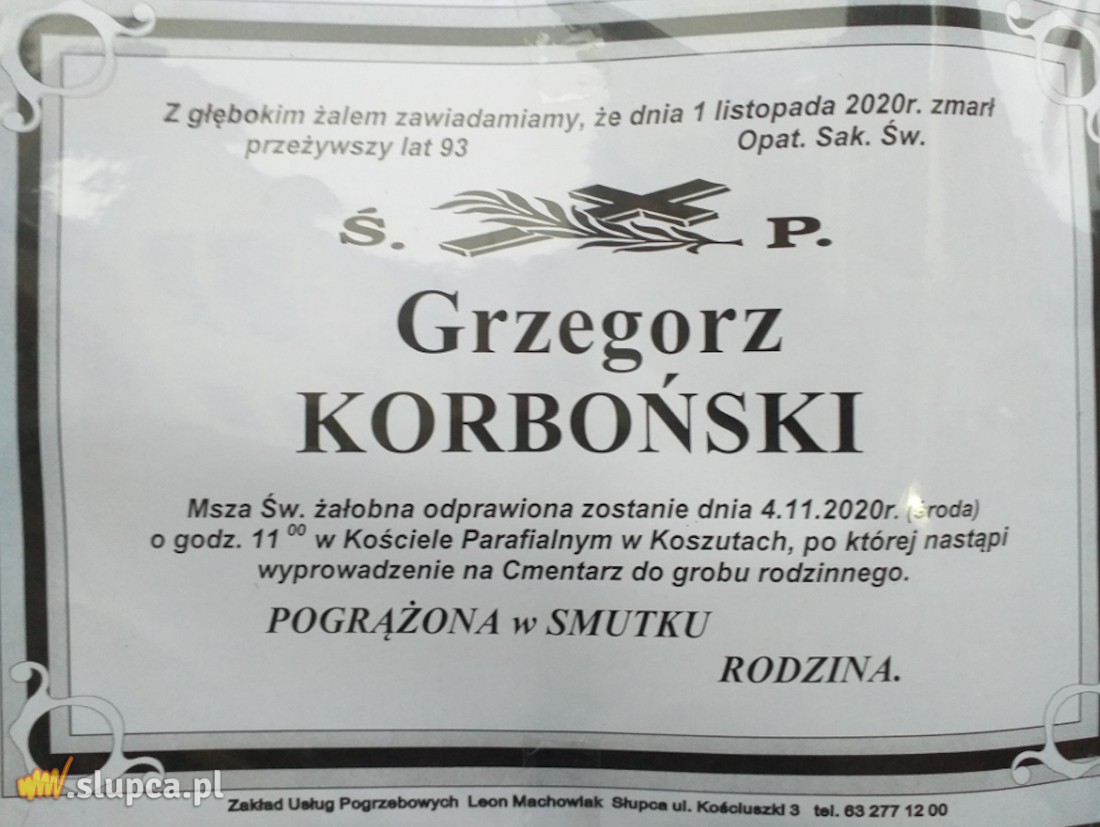 Z głębokim żalem zawiadamiamy, że dnia 1 listopada 2020r. zmarł
przeżywszy lat 93 Opat. Sak. Św.
Ś. P.
Grzegorz
KORBOŃSKI
Msza Św. żałobna odprawiona zostanie dnia 4.11.2020r. (środa)
o godz. 11 00 w Kościele Parafialnym w Koszutach, po której nastąpi
wyprowadzenie na Cmentarz do grobu rodzinnego.
POGRĄŻONA w SMUTKU
RODZINA.
www.slupca.pl
Zakład Usług Pogrzebowych Leon Machowiak Słupca ul. Kościuszki 3 tel. 63 277 12 00